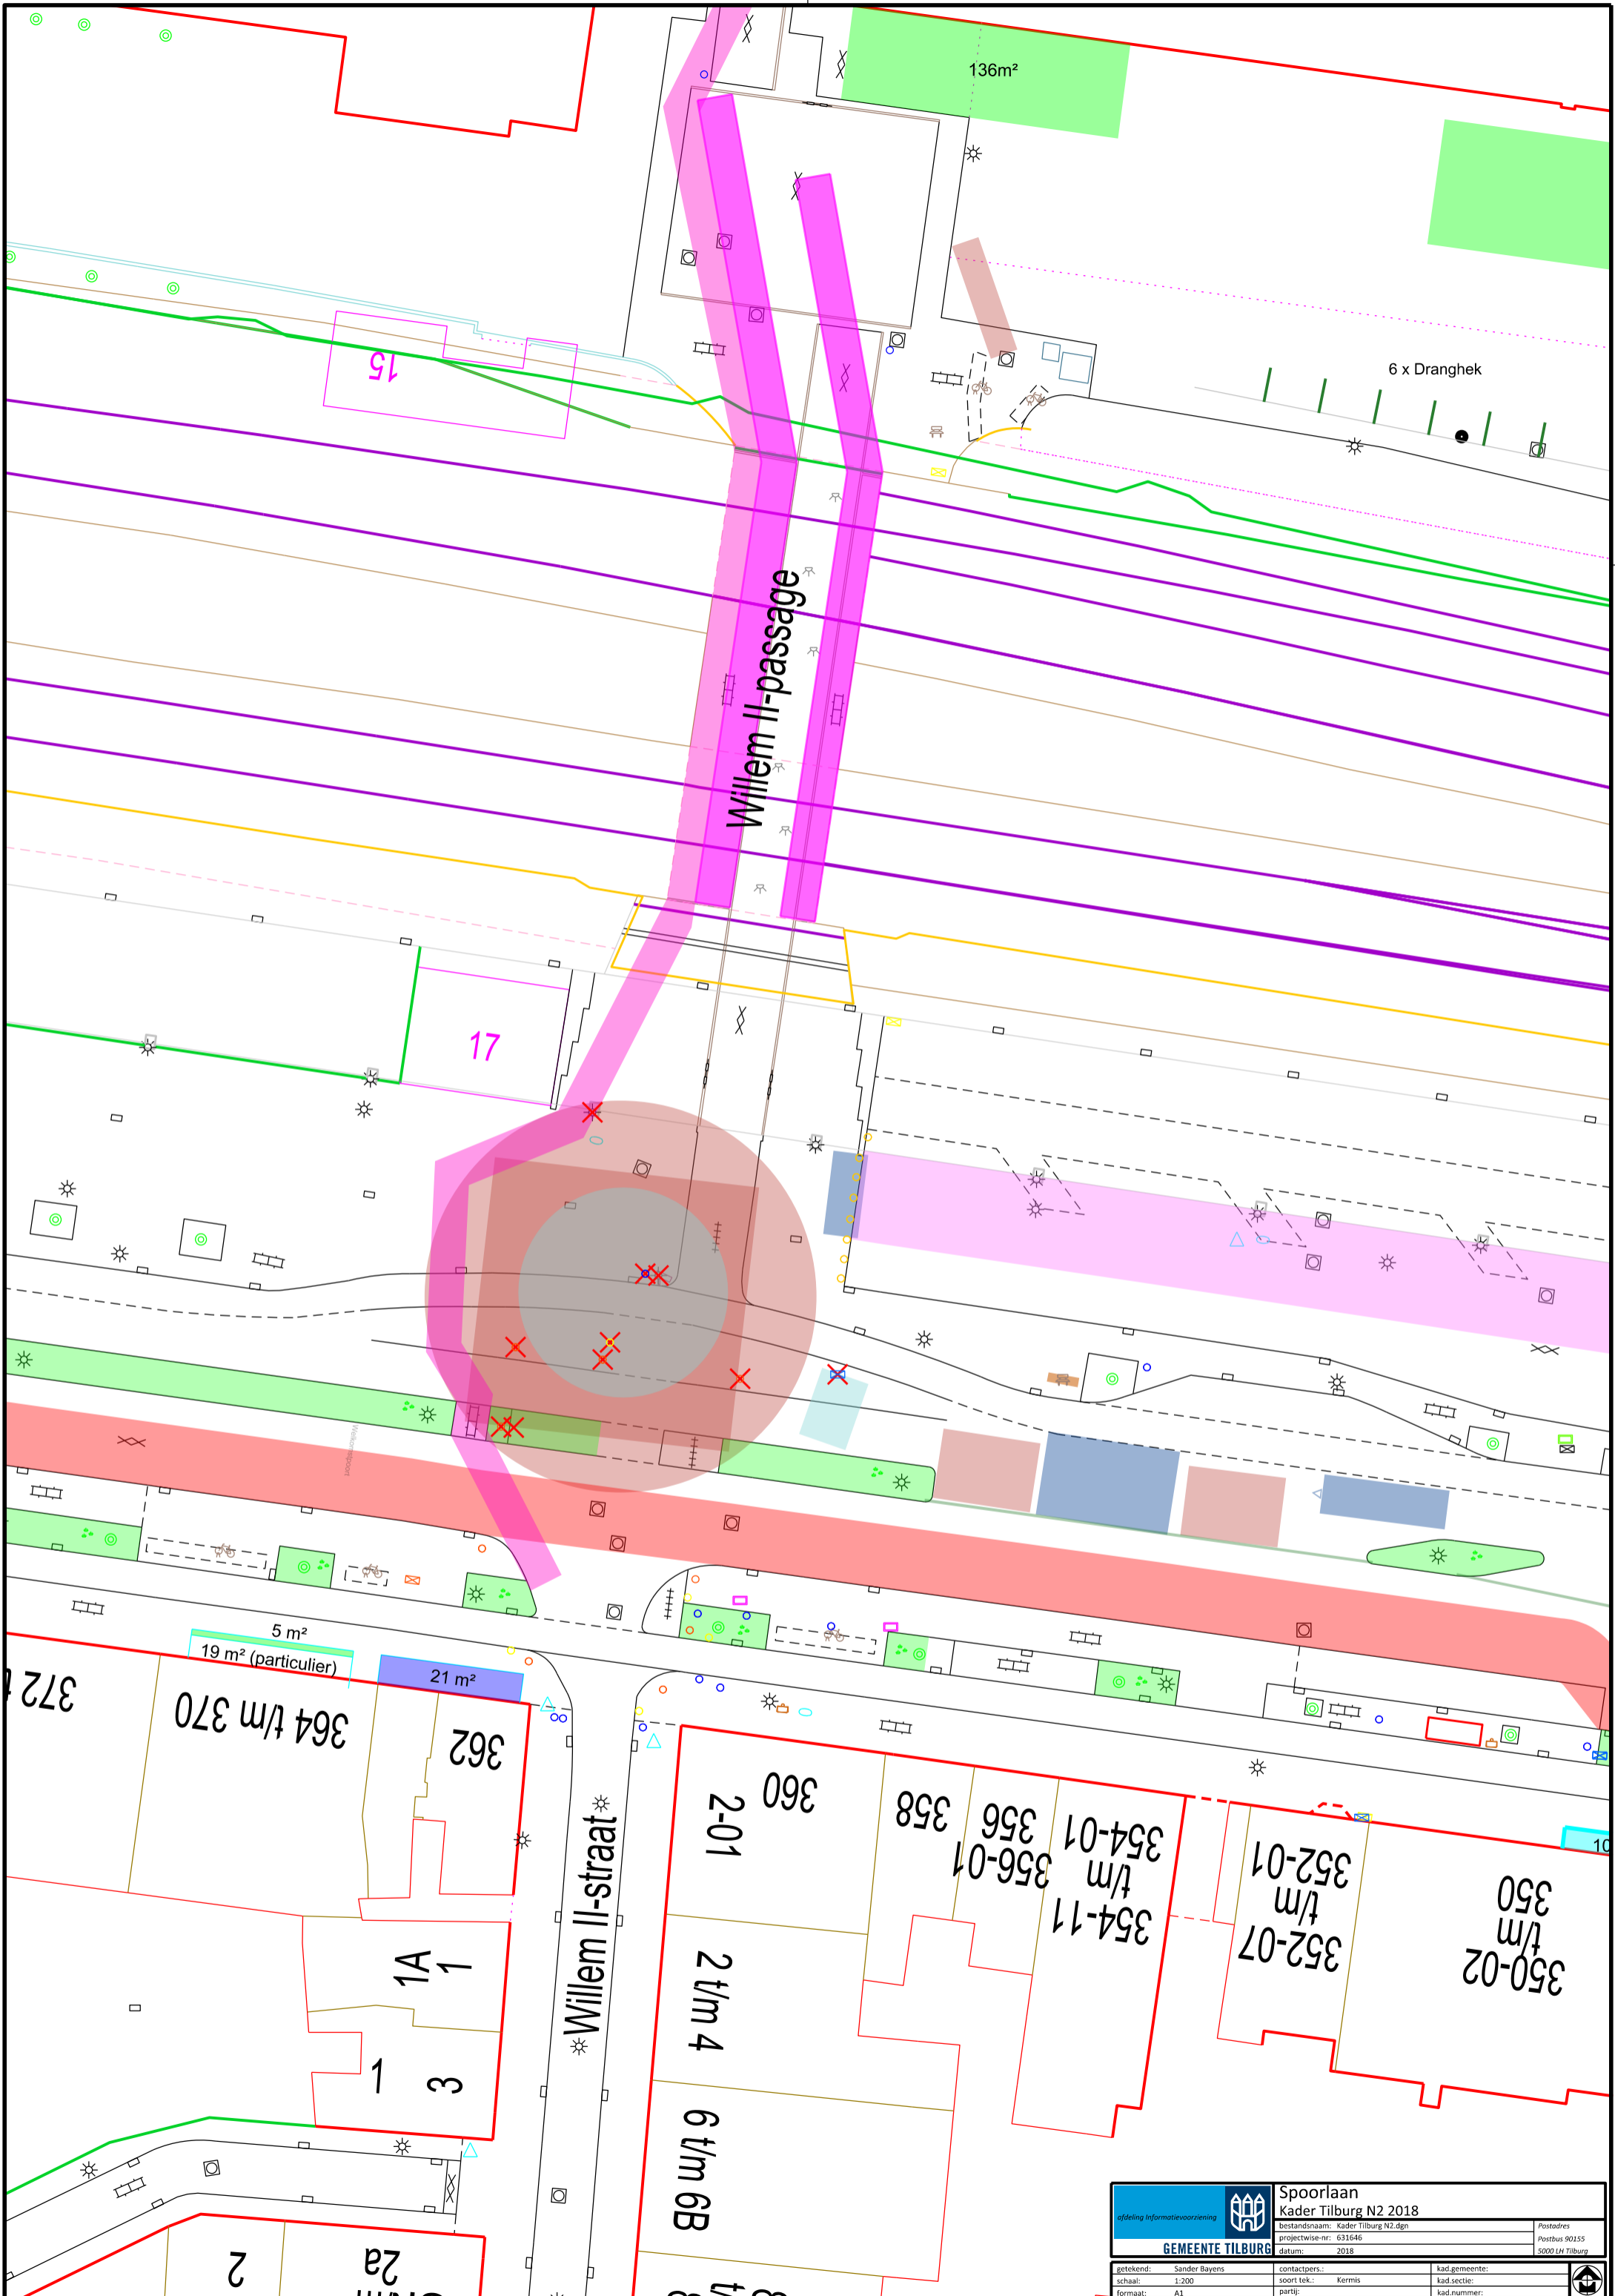 136m²
6 x Dranghek
15
Willem II-passage
17
Welkomstpoort
5 m²
19 m² (particulier)
21 m²
364 t/m 370
362
360
2-01
358
356
356-01
354-01
t/m
354-11
352-01
t/m
352-07
350
t/m
350-02
10
Willem II-straat
1A
1
1
3
2 t/m 4
6 t/m 6B
2
2a
afdeling Informatievoorziening
GEMEENTE TILBURG
Spoorlaan
Kader Tilburg N2 2018
bestandsnaam: Kader Tilburg N2.dgn
projectwise-nr: 631646
datum: 2018
Postadres
Postbus 90155
5000 LH Tilburg
getekend: Sander Bayens
contactpers.:
kad.gemeente:
schaal: 1:200
soort tek.: Kermis
kad.sectie:
formaat: A1
partij:
kad.nummer: